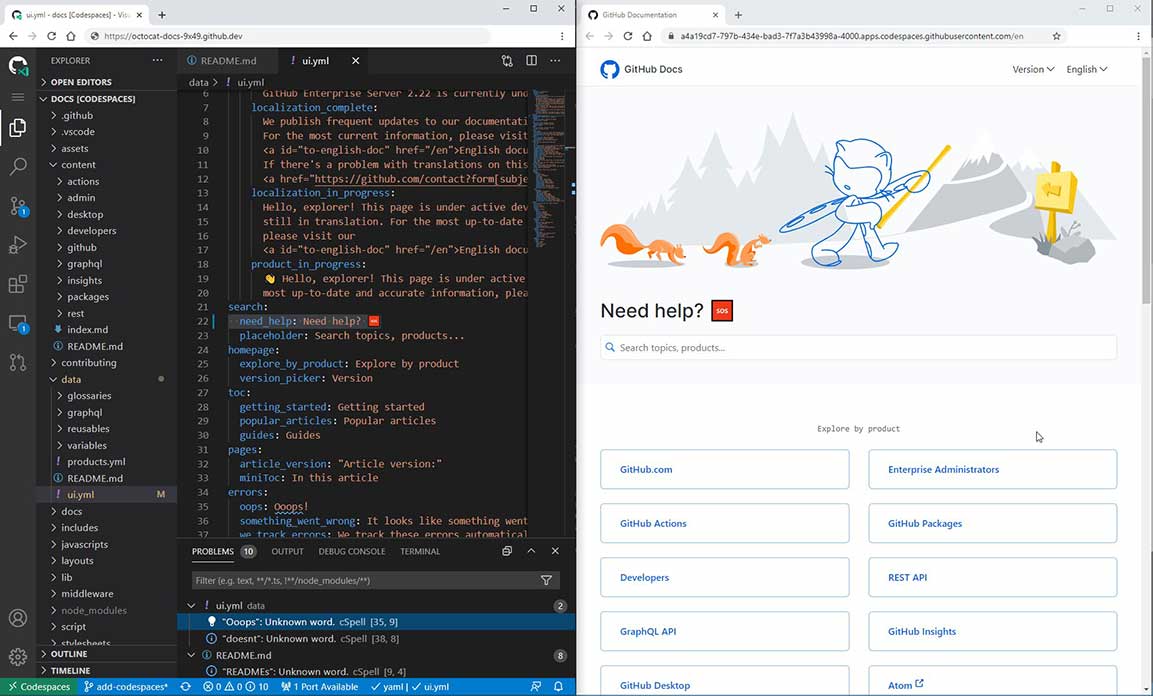 ui.yml - docs [Codespaces] - Visu
https://octocat-docs-9x49.github.dev
EXPLORER
OPEN EDITORS
DOCS [CODESPACES]
.github
.vscode
assets
content
actions
admin
desktop
developers
github
graphql
insights
packages
rest
index.md
README.md
contributing
data
glossaries
graphql
reusables
variables
products.yml
README.md
ui.yml M
docs
includes
javascripts
layouts
lib
middleware
node_modules
script
stylesheets
OUTLINE
TIMELINE
1
1
README.md
ui.yml
data > ! ui.yml
6 GitHub Enterprise Server 2.22 is currently und
7 localization_complete:
8 We publish frequent updates to our documentati
9 For the most current information, please visit
10 <a id="to-english-doc" href="/en">English docu
11 If there's a problem with translations on this
12 <a href="https://github.com/contact?form[subje
13 localization_in_progress:
14 Hello, explorer! This page is under active dev
15 still in translation. For the most up-to-date
16 please visit our
17 <a id="to-english-doc" href="/en">English docu
18 product_in_progress:
19 👋 Hello, explorer! This page is under active
20 most up-to-date and accurate information, plea
21 search:
22 need_help: Need help? 🆘
23 placeholder: Search topics, products...
24 homepage:
25 explore_by_product: Explore by product
26 version_picker: Version
27 toc:
28 getting_started: Getting started
29 popular_articles: Popular articles
30 guides: Guides
31 pages:
32 article_version: "Article version:"
33 miniToc: In this article
34 errors:
35 oops: Ooops!
36 something_went_wrong: It looks like something went
37 we_track_errors: We track these errors automatical
PROBLEMS 10 OUTPUT DEBUG CONSOLE TERMINAL
Filter (e.g. text, **/*.ts, !**/node_modules/**)
ui.yml data 2
"Ooops": Unknown word. cSpell [35, 9]
"doesnt": Unknown word. cSpell [38, 8]
README.md 8
"READMEs": Unknown word. cSpell [9, 4]
Codespaces add-codespaces* 0 0 10 1 Port Available yaml ui.yml
GitHub Documentation
a4a19cd7-797b-434e-bad3-7f7a3b43998a-4000.apps.codespaces.githubusercontent.com/en
GitHub Docs
Version English
Need help? SOS
Search topics, products...
Explore by product
GitHub.com
Enterprise Administrators
GitHub Actions
GitHub Packages
Developers
REST API
GraphQL API
GitHub Insights
GitHub Desktop
Atom